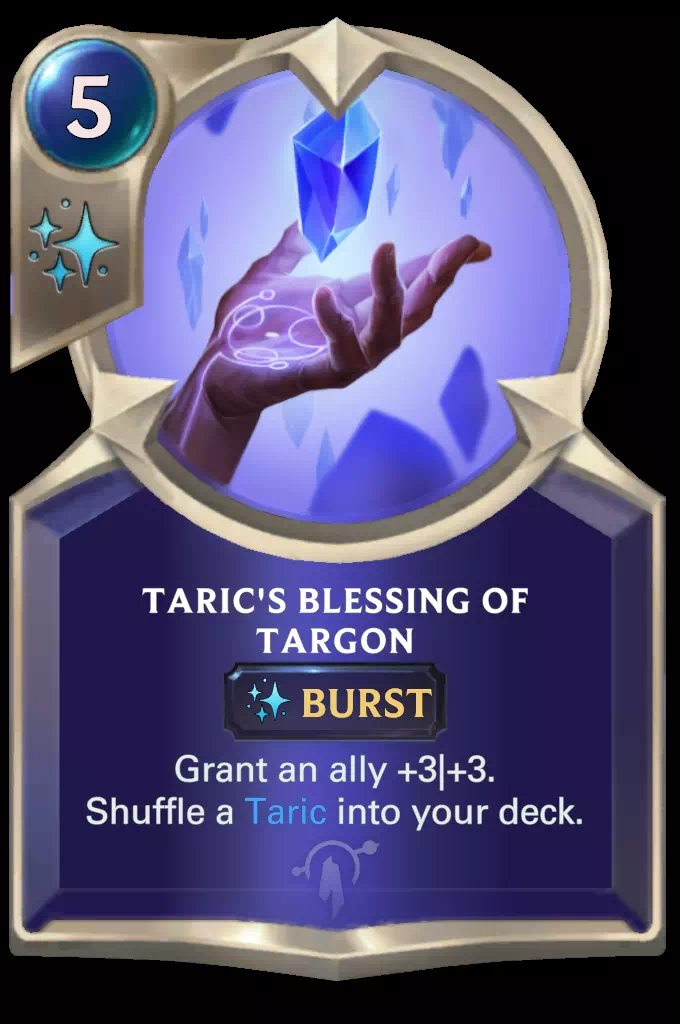 5
TARIC'S BLESSING OF
TARGON
BURST
Grant an ally +3|+3.
Shuffle a Taric into your deck.